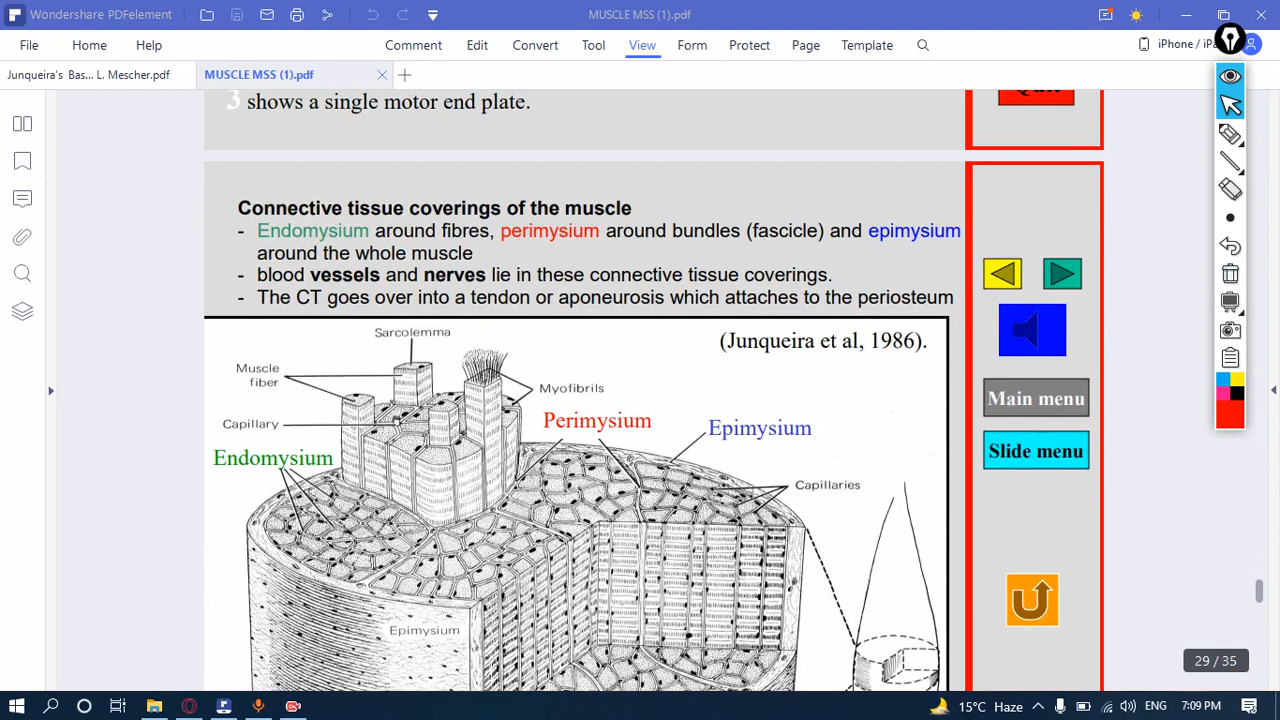 Wondershare PDFelement
MUSCLE MSS (1).pdf
File Home Help Comment Edit Convert Tool View Form Protect Page Template
iPhone / iPa
Junqueira's Bas... L. Mescher.pdf
MUSCLE MSS (1).pdf
3 shows a single motor end plate.
Quit
Connective tissue coverings of the muscle
- Endomysium around fibres, perimysium around bundles (fascicle) and epimysium
around the whole muscle
- blood vessels and nerves lie in these connective tissue coverings.
- The CT goes over into a tendon or aponeurosis which attaches to the periosteum
(Junqueira et al, 1986).
Sarcolemma
Muscle
fiber
Myofibrils
Capillary
Perimysium
Epimysium
Endomysium
Capillaries
Epimysium
Main menu
Slide menu
29 / 35
15°C Haze
ENG
7:09 PM